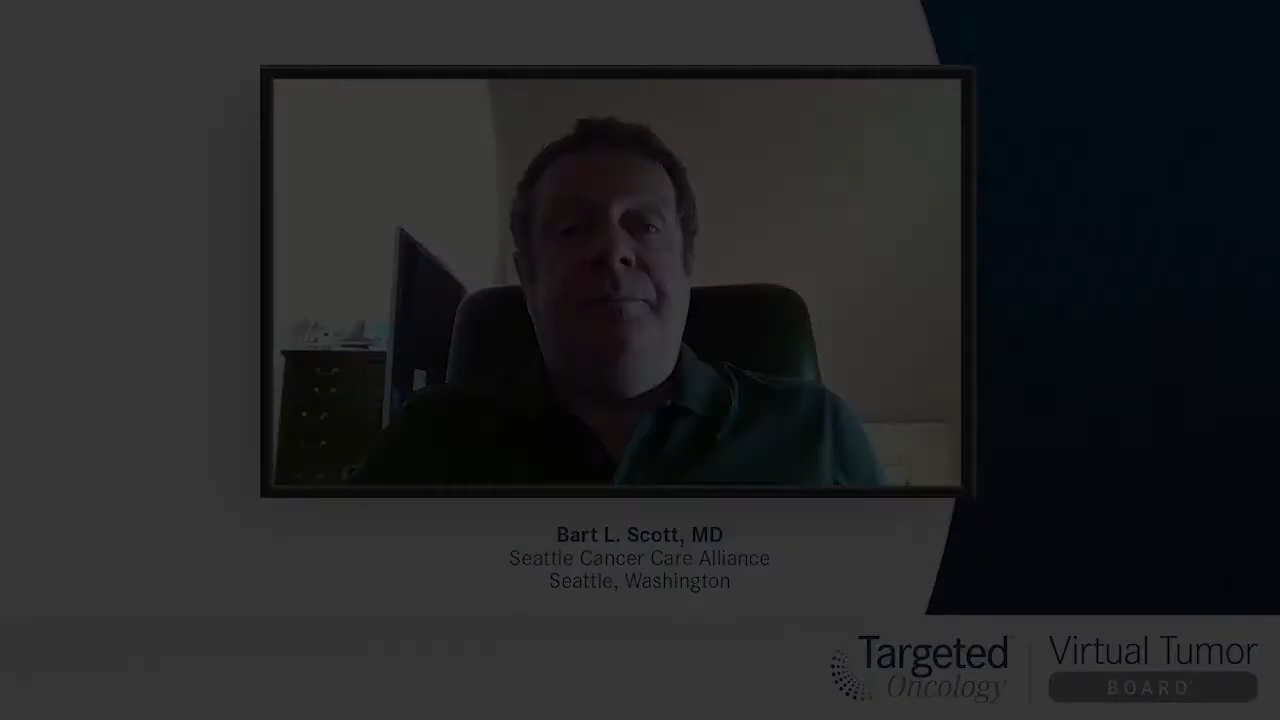 Bart L. Scott, MD
Seattle Cancer Care Alliance
Seattle, Washington
Targeted
Oncology
Virtual Tumor
BOARD